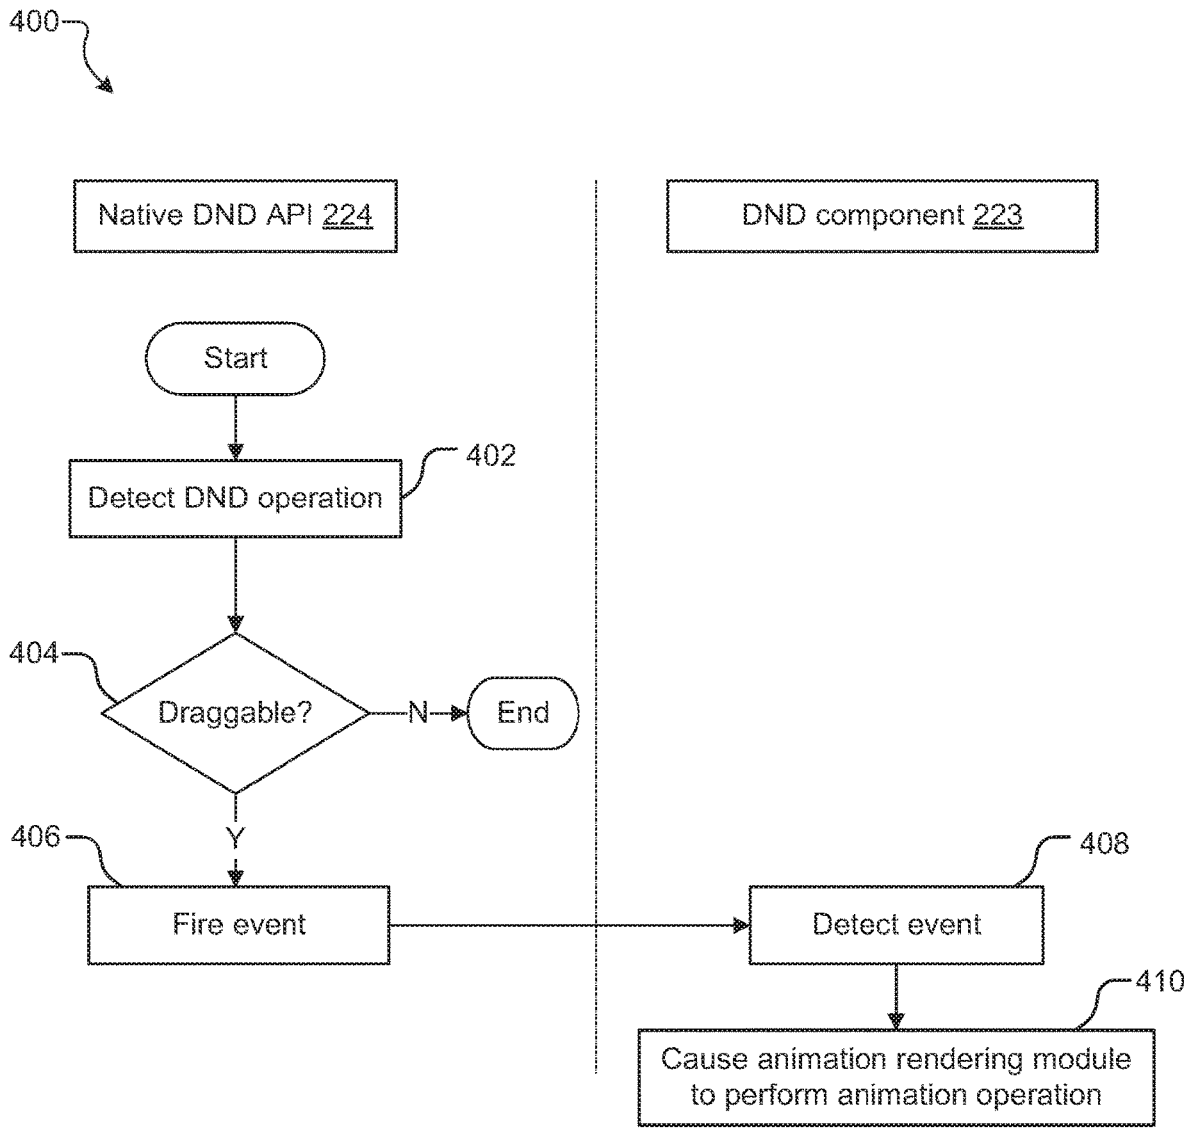 400
Native DND API 224
DND component 223
Start
402
Detect DND operation
404
Draggable?
N
End
Y
406
Fire event
408
Detect event
410
Cause animation rendering module
to perform animation operation